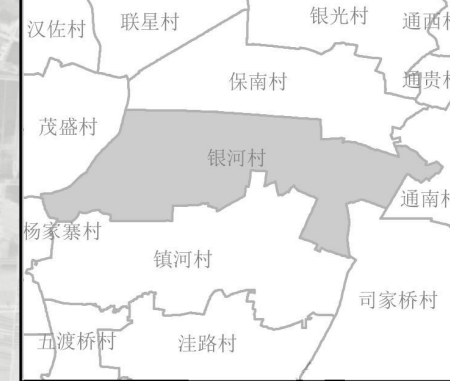 银光村
联星村
汉佐村
通西村
保南村
通贵村
茂盛村
银河村
通南村
杨家寨村
镇河村
司家桥村
五渡桥村
洼路村